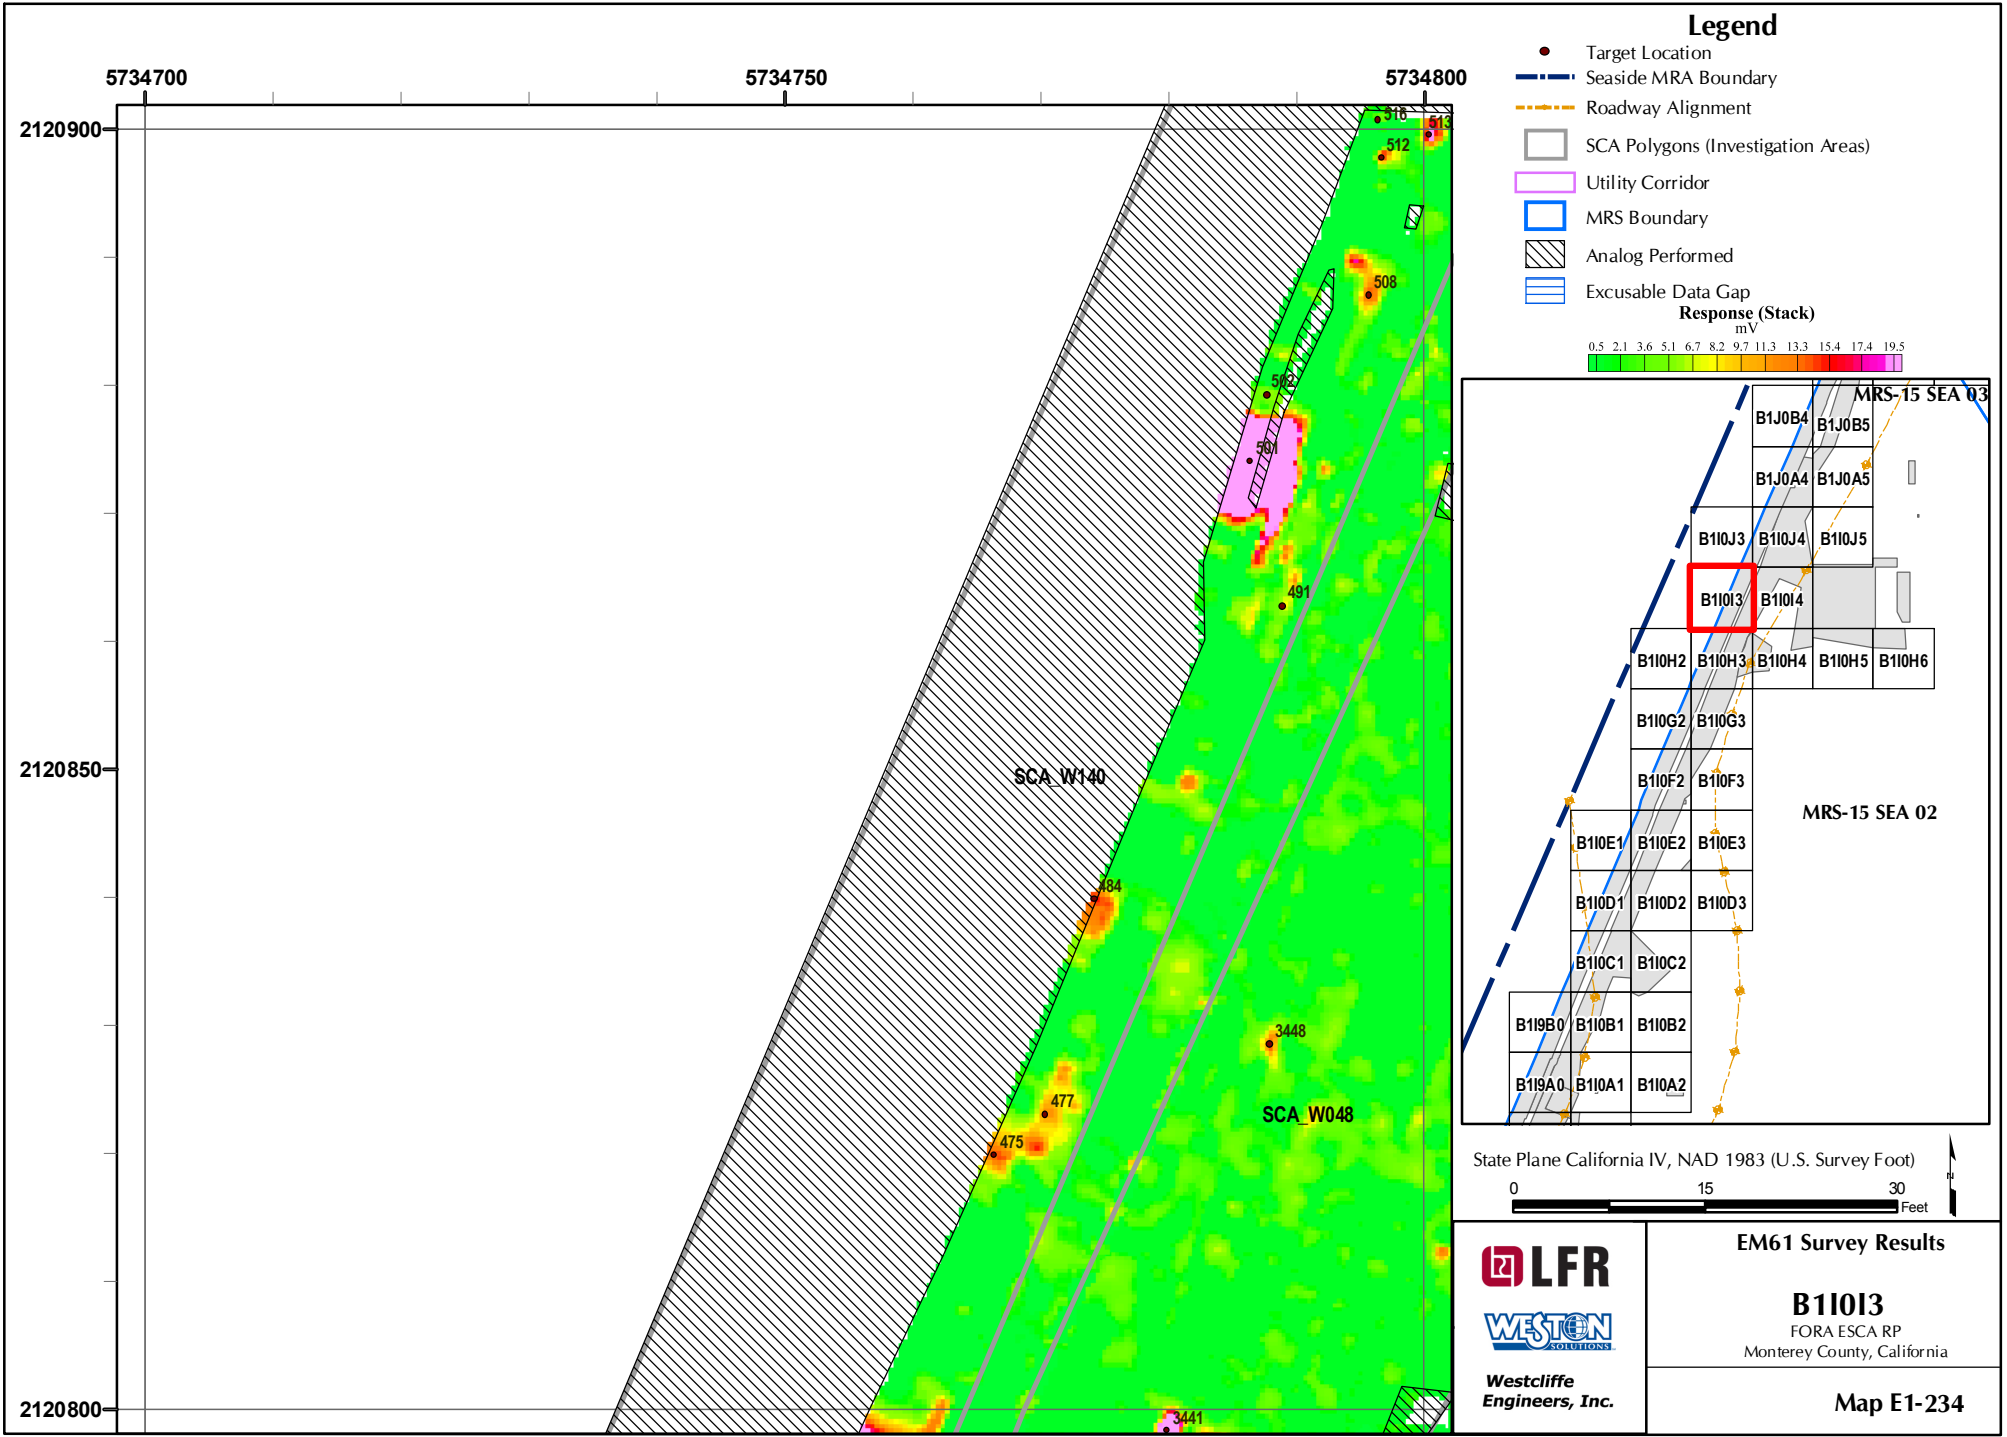 Legend
Target Location
Seaside MRA Boundary
Roadway Alignment
SCA Polygons (Investigation Areas)
Utility Corridor
MRS Boundary
Analog Performed
Excusable Data Gap
Response (Stack)
mV
0.5 2.1 3.6 5.1 6.7 8.2 9.7 11.3 13.3 15.4 17.4 19.5
5734700 5734750 5734800
2120900
2120850
2120800
516
513
512
508
502
501
491
484
3448
477
475
3441
SCA_W140
SCA_W048
MRS-15 SEA 03
B1J0B4 B1J0B5
B1J0A4 B1J0A5
B1I0J3 B1I0J4 B1I0J5
B1I0I3 B1I0I4
B1I0H2 B1I0H3 B1I0H4 B1I0H5 B1I0H6
B1I0G2 B1I0G3
B1I0F2 B1I0F3
MRS-15 SEA 02
B1I0E1 B1I0E2 B1I0E3
B1I0D1 B1I0D2 B1I0D3
B1I0C1 B1I0C2
B1I9B0 B1I0B1 B1I0B2
B1I9A0 B1I0A1 B1I0A2
State Plane California IV, NAD 1983 (U.S. Survey Foot)
0 15 30
Feet
N
LFR
WESTON
SOLUTIONS
Westcliffe
Engineers, Inc.
EM61 Survey Results
B1I0I3
FORA ESCA RP
Monterey County, California
Map E1-234